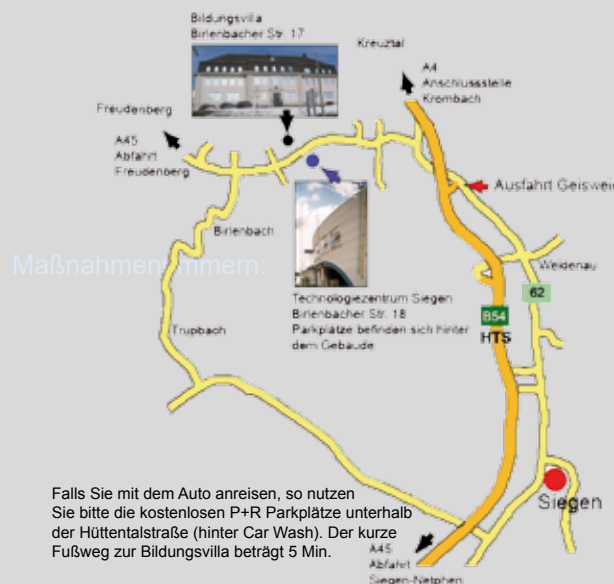 Bildungsvilla
Birlenbacher Str. 17
Kreuztal
A4
Anschlussstelle
Krombach
Freudenberg
A45
Abfahrt
Freudenberg
Ausfahrt Geisweid
Birlenbach
Maßnahmenummern:
Weidenau
62
Technologiezentrum Siegen
Birlenbacher Str. 18
Parkplätze befinden sich hinter
dem Gebäude
B54
HTS
Trupbach
Siegen
Falls Sie mit dem Auto anreisen, so nutzen
Sie bitte die kostenlosen P+R Parkplätze unterhalb
der Hüttentalstraße (hinter Car Wash). Der kurze
Fußweg zur Bildungsvilla beträgt 5 Min.
A45
Abfahrt
Siegen-Netphen